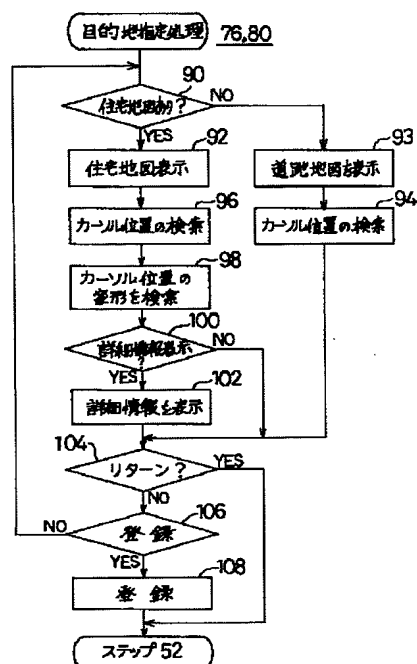 目的地指定処理 76,80
90
住宅地図あり?
NO
YES
92
住宅地図表示
93
道路地図を表示
96
カーソル位置の検索
94
カーソル位置の検索
98
カーソル位置の
家形を検索
100
詳細情報表示
?
NO
YES
102
詳細情報を表示
104
リターン?
YES
NO
106
登録
NO
YES
108
登録
ステップ52